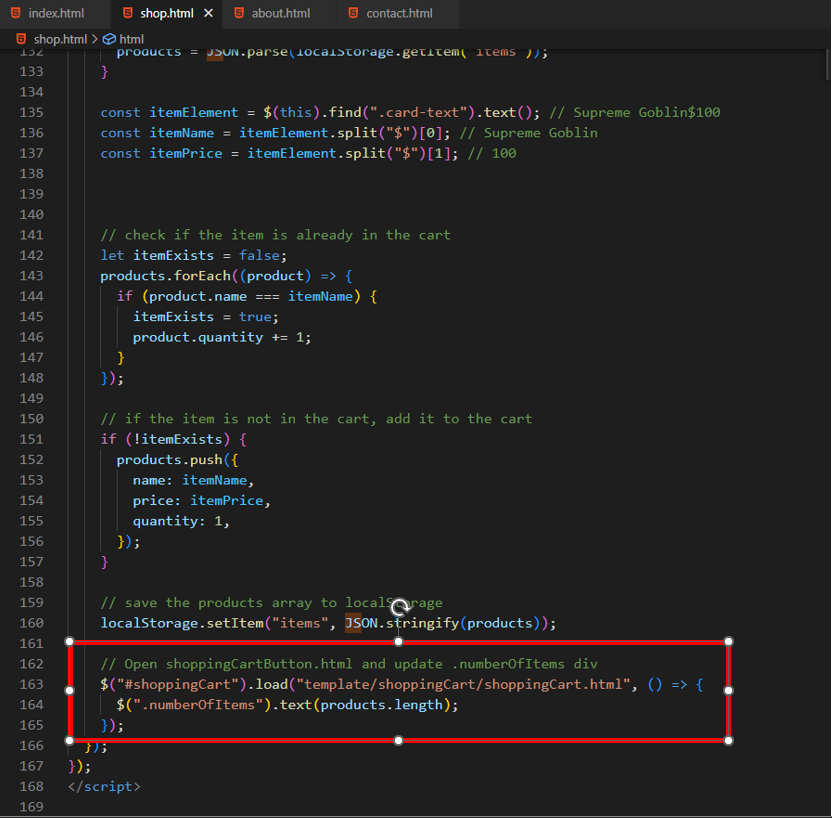 index.html shop.html about.html contact.html
shop.html > html
132 products = JSON.parse(localStorage.getItem("items"));
133 }
134
135 const itemElement = $(this).find(".card-text").text(); // Supreme Goblin$100
136 const itemName = itemElement.split("$")[0]; // Supreme Goblin
137 const itemPrice = itemElement.split("$")[1]; // 100
138
139
140
141 // check if the item is already in the cart
142 let itemExists = false;
143 products.forEach((product) => {
144 if (product.name === itemName) {
145 itemExists = true;
146 product.quantity += 1;
147 }
148 });
149
150 // if the item is not in the cart, add it to the cart
151 if (!itemExists) {
152 products.push({
153 name: itemName,
154 price: itemPrice,
155 quantity: 1,
156 });
157 }
158
159 // save the products array to localStorage
160 localStorage.setItem("items", JSON.stringify(products));
161
162 // Open shoppingCartButton.html and update .numberOfItems div
163 $("#shoppingCart").load("template/shoppingCart/shoppingCart.html", () => {
164 $(".numberOfItems").text(products.length);
165 });
166 });
167 });
168 </script>
169